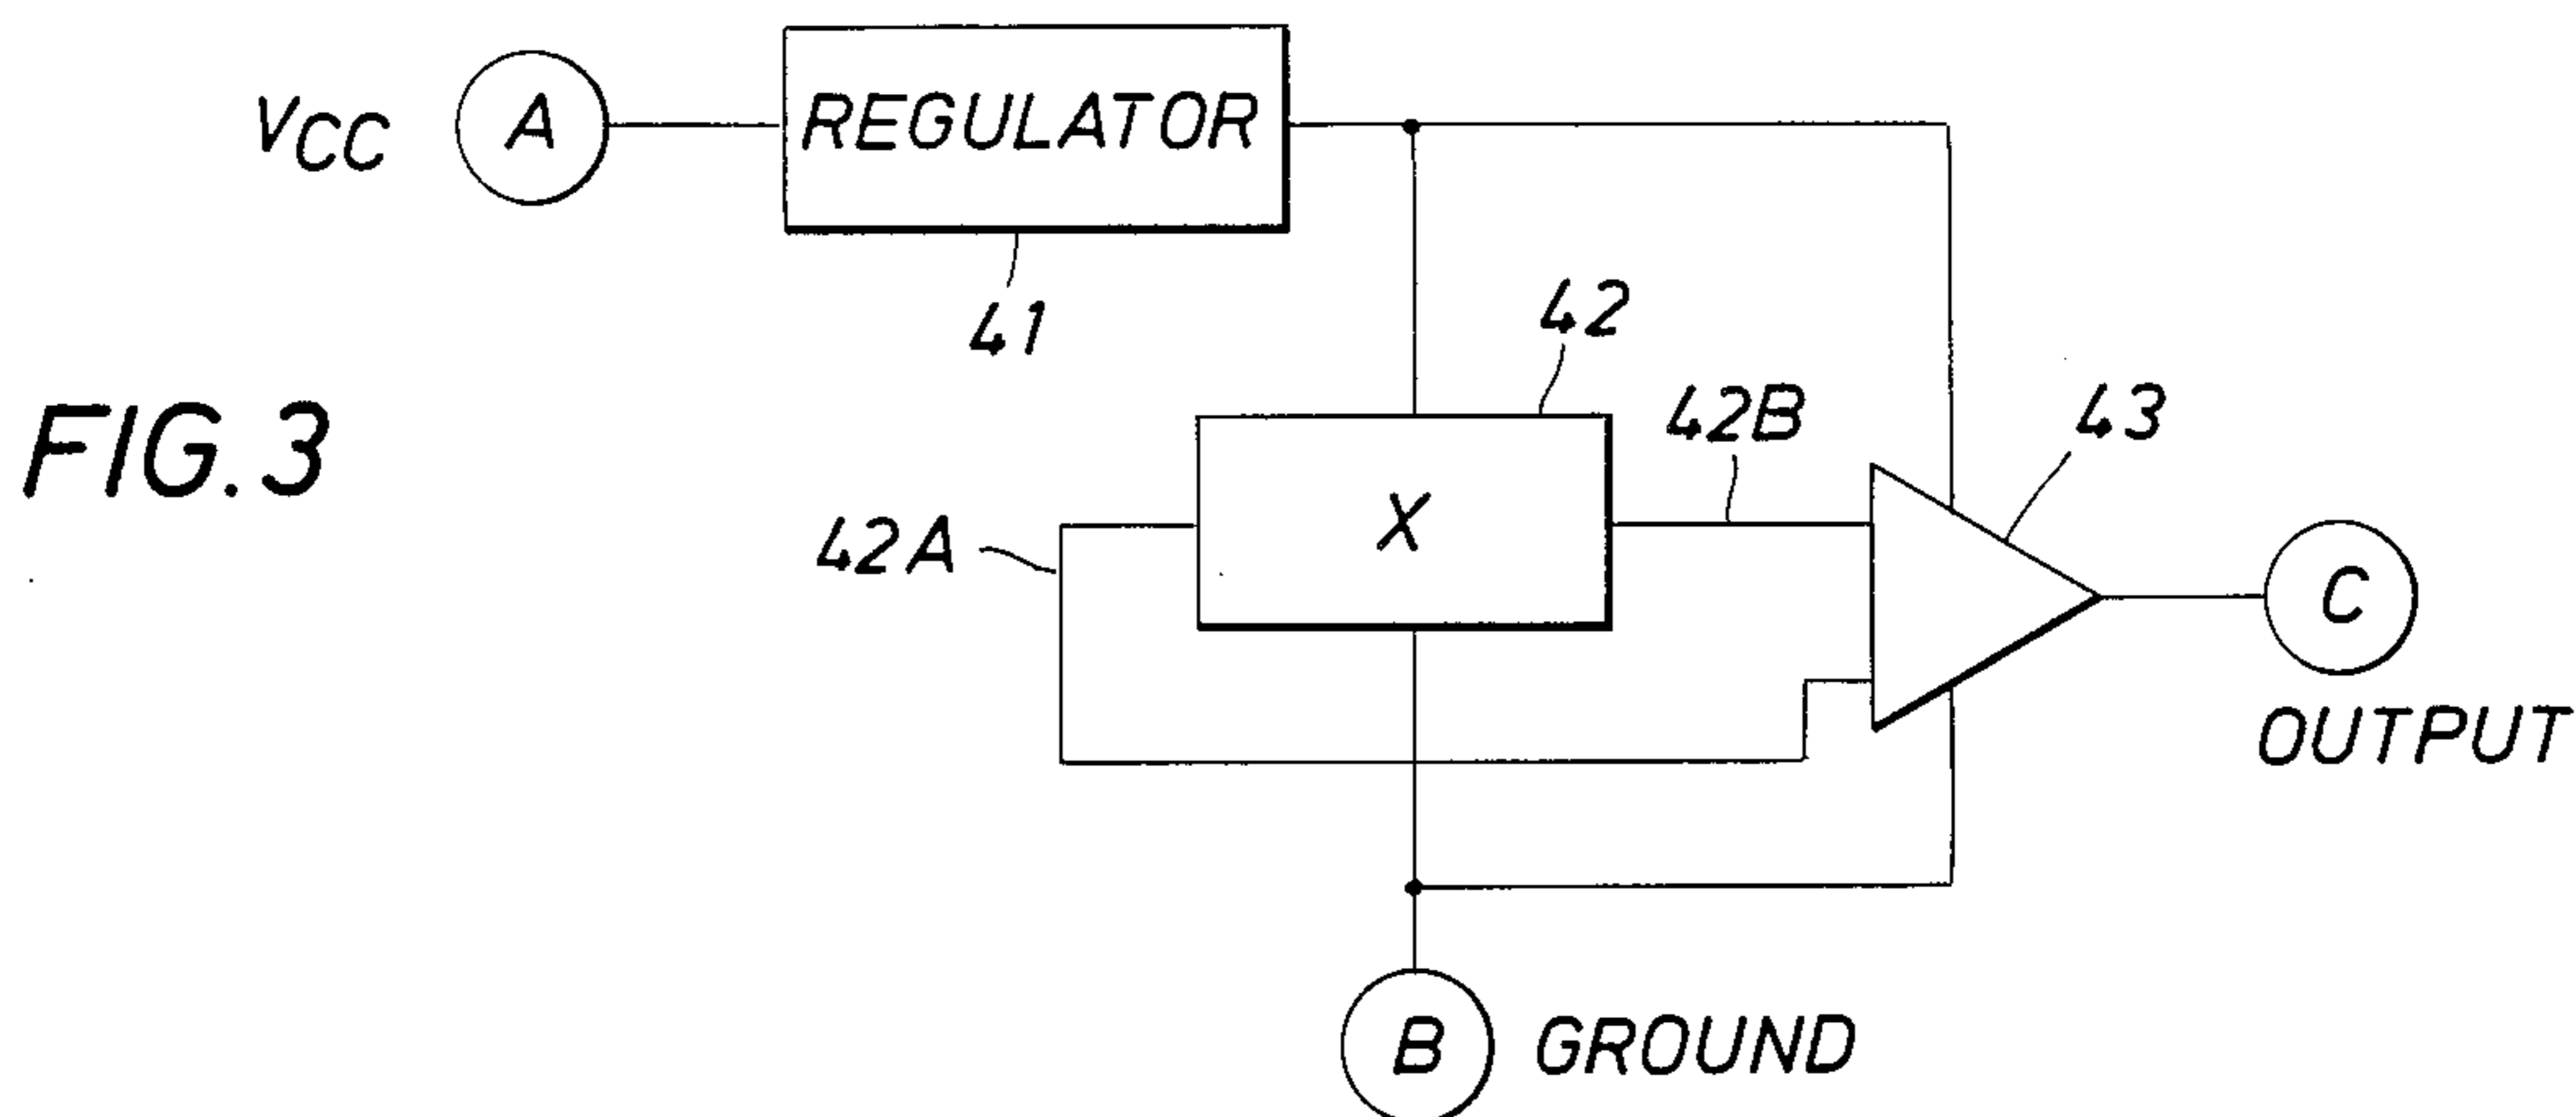 VCC
A
REGULATOR
41
42
42B
43
FIG. 3
42A
X
C
OUTPUT
B
GROUND